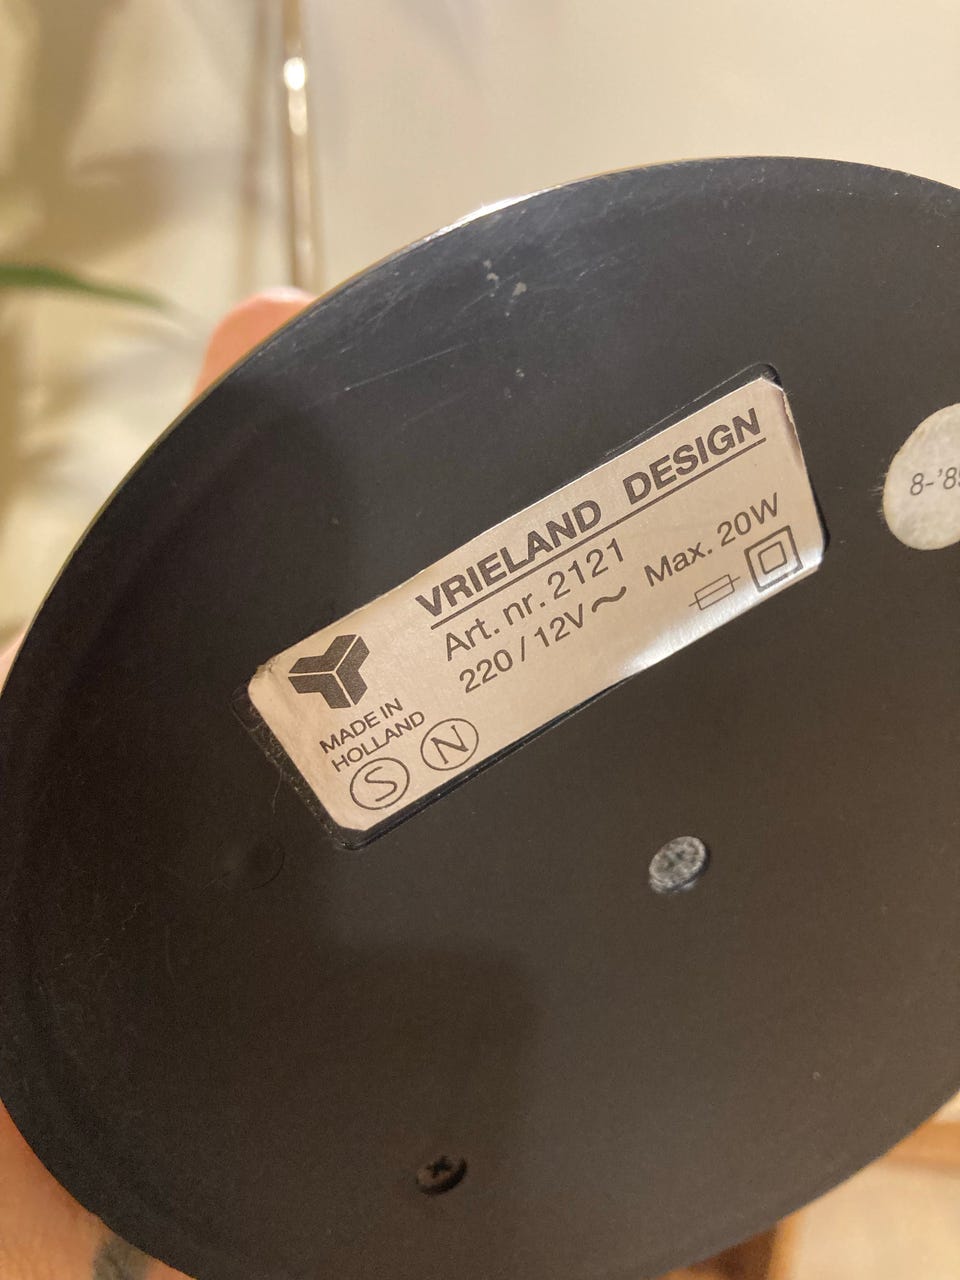 VRIELAND DESIGN
Art. nr. 2121
220 / 12V~ Max. 20W
MADE IN
HOLLAND
S N